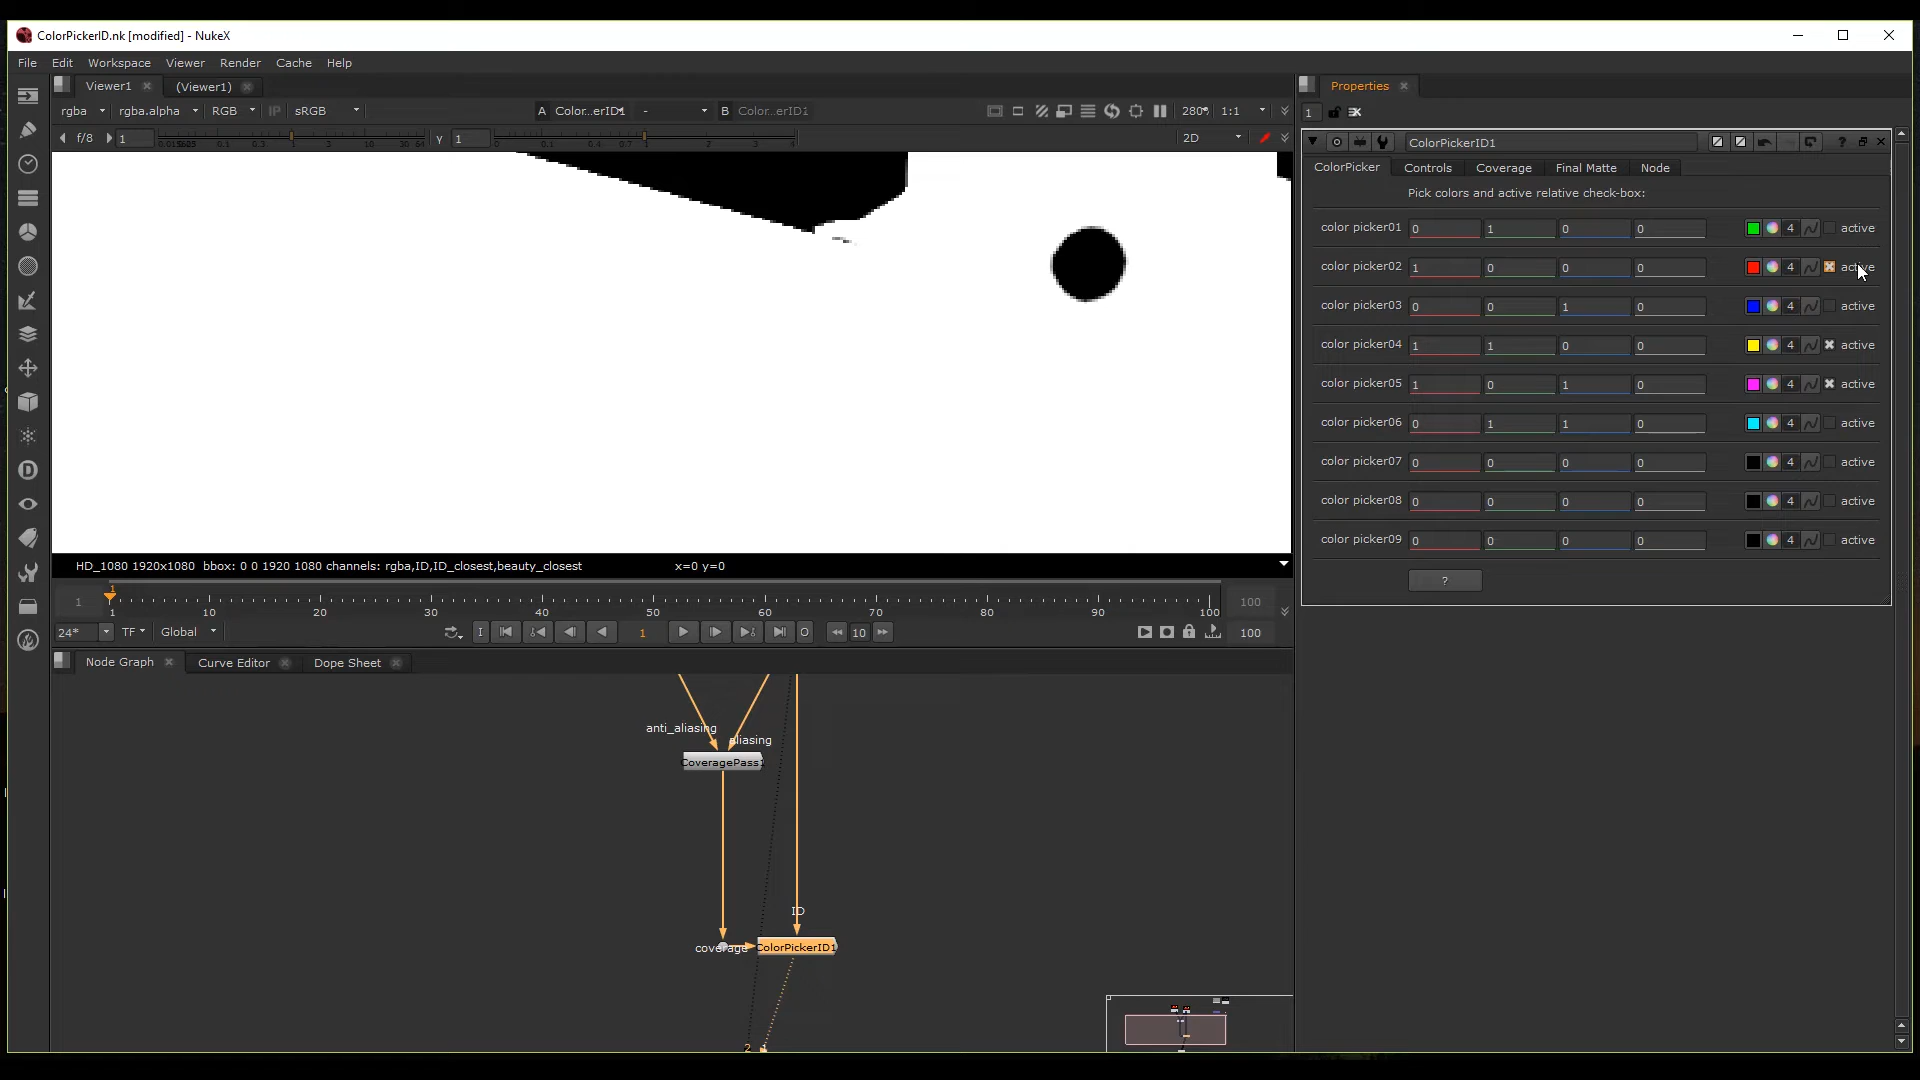 ColorPickerID.nk [modified] - NukeX
File Edit Workspace Viewer Render Cache Help
Viewer1 (Viewer1)
rgba rgba.alpha RGB IP sRGB A Color...erID1 - B Color...erID1 280% 1:1
f/8 1 γ 1 2D
HD_1080 1920x1080 bbox: 0 0 1920 1080 channels: rgba,ID,ID_closest,beauty_closest x=0 y=0
1 1 10 20 30 40 50 60 70 80 90 100 100
24* TF Global I 1 O 10 100
Node Graph Curve Editor Dope Sheet
anti_aliasing
aliasing
CoveragePass1
ID
coverage ColorPickerID1
2
Properties
1
ColorPickerID1
ColorPicker Controls Coverage Final Matte Node
Pick colors and active relative check-box:
color picker01 0 1 0 0 4 active
color picker02 1 0 0 0 4 active
color picker03 0 0 1 0 4 active
color picker04 1 1 0 0 4 active
color picker05 1 0 1 0 4 active
color picker06 0 1 1 0 4 active
color picker07 0 0 0 0 4 active
color picker08 0 0 0 0 4 active
color picker09 0 0 0 0 4 active
?